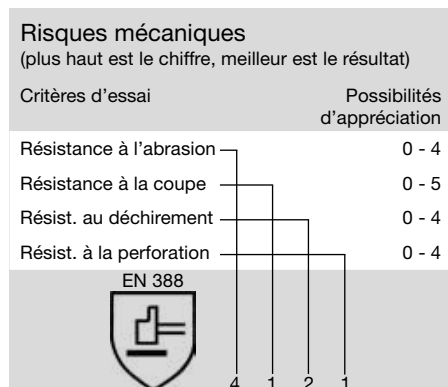 Risques mécaniques
(plus haut est le chiffre, meilleur est le résultat)
Critères d'essai Possibilités
d'appréciation
Résistance à l'abrasion 0 - 4
Résistance à la coupe 0 - 5
Résist. au déchirement 0 - 4
Résist. à la perforation 0 - 4
EN 388
4 1 2 1